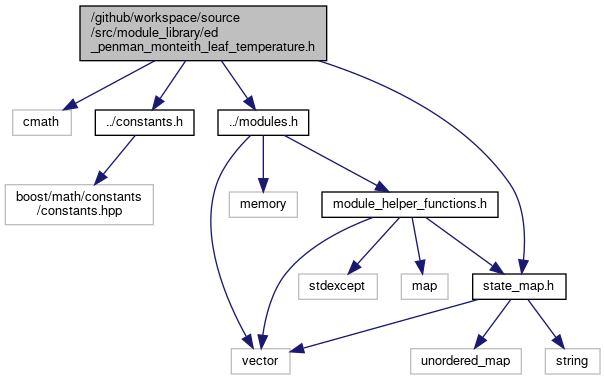 /github/workspace/source
/src/module_library/ed
_penman_monteith_leaf_temperature.h
cmath
../constants.h
../modules.h
boost/math/constants
/constants.hpp
memory
module_helper_functions.h
stdexcept
map
state_map.h
vector
unordered_map
string